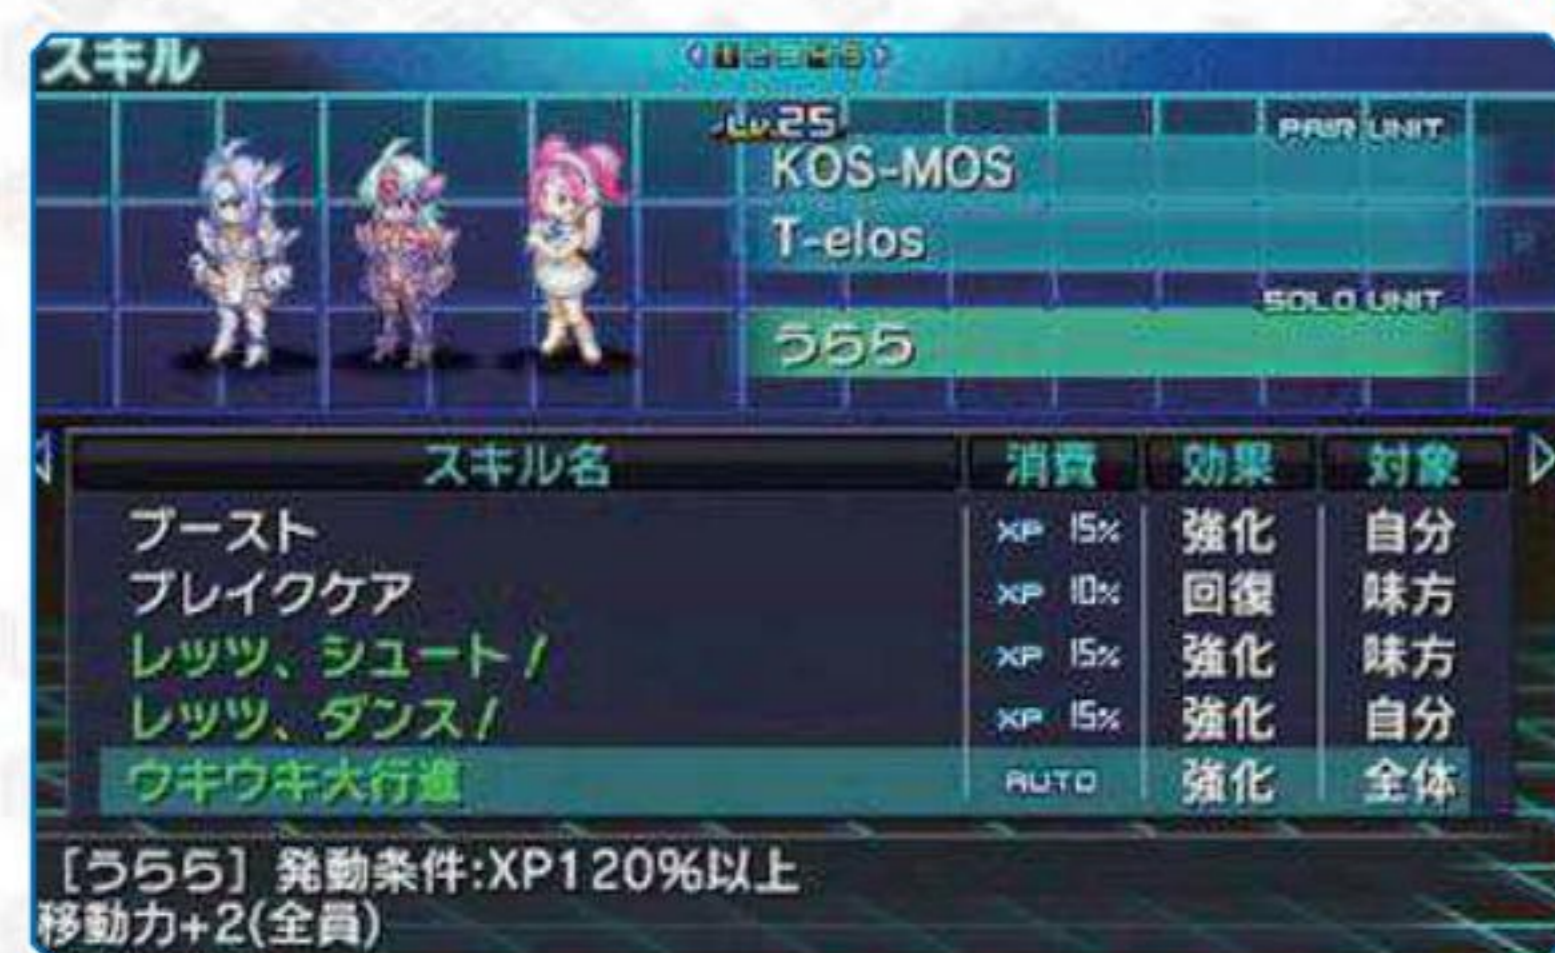 スキル
1 2 3 4 5
Lv.25 PAIR UNIT
KOS-MOS
T-elos
SOLO UNIT
うらら
スキル名 消費 効果 対象
ブースト XP 15% 強化 自分
ブレイクケア XP 10% 回復 味方
レッツ、シュート! XP 15% 強化 味方
レッツ、ダンス! XP 15% 強化 自分
ウキウキ大行進 AUTO 強化 全体
[うらら] 発動条件:XP120%以上
移動力+2(全員)